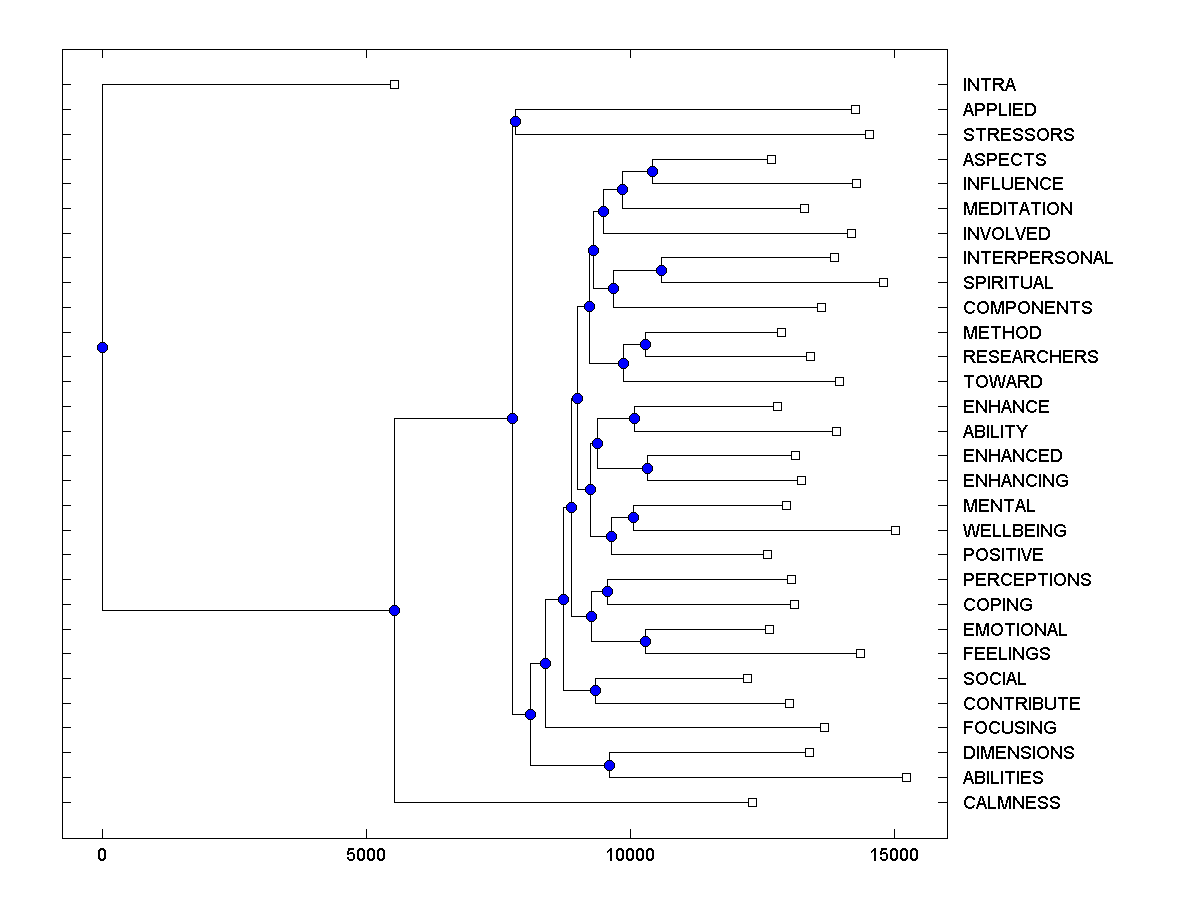 INTRA
APPLIED
STRESSORS
ASPECTS
INFLUENCE
MEDITATION
INVOLVED
INTERPERSONAL
SPIRITUAL
COMPONENTS
METHOD
RESEARCHERS
TOWARD
ENHANCE
ABILITY
ENHANCED
ENHANCING
MENTAL
WELLBEING
POSITIVE
PERCEPTIONS
COPING
EMOTIONAL
FEELINGS
SOCIAL
CONTRIBUTE
FOCUSING
DIMENSIONS
ABILITIES
CALMNESS
0 5000 10000 15000